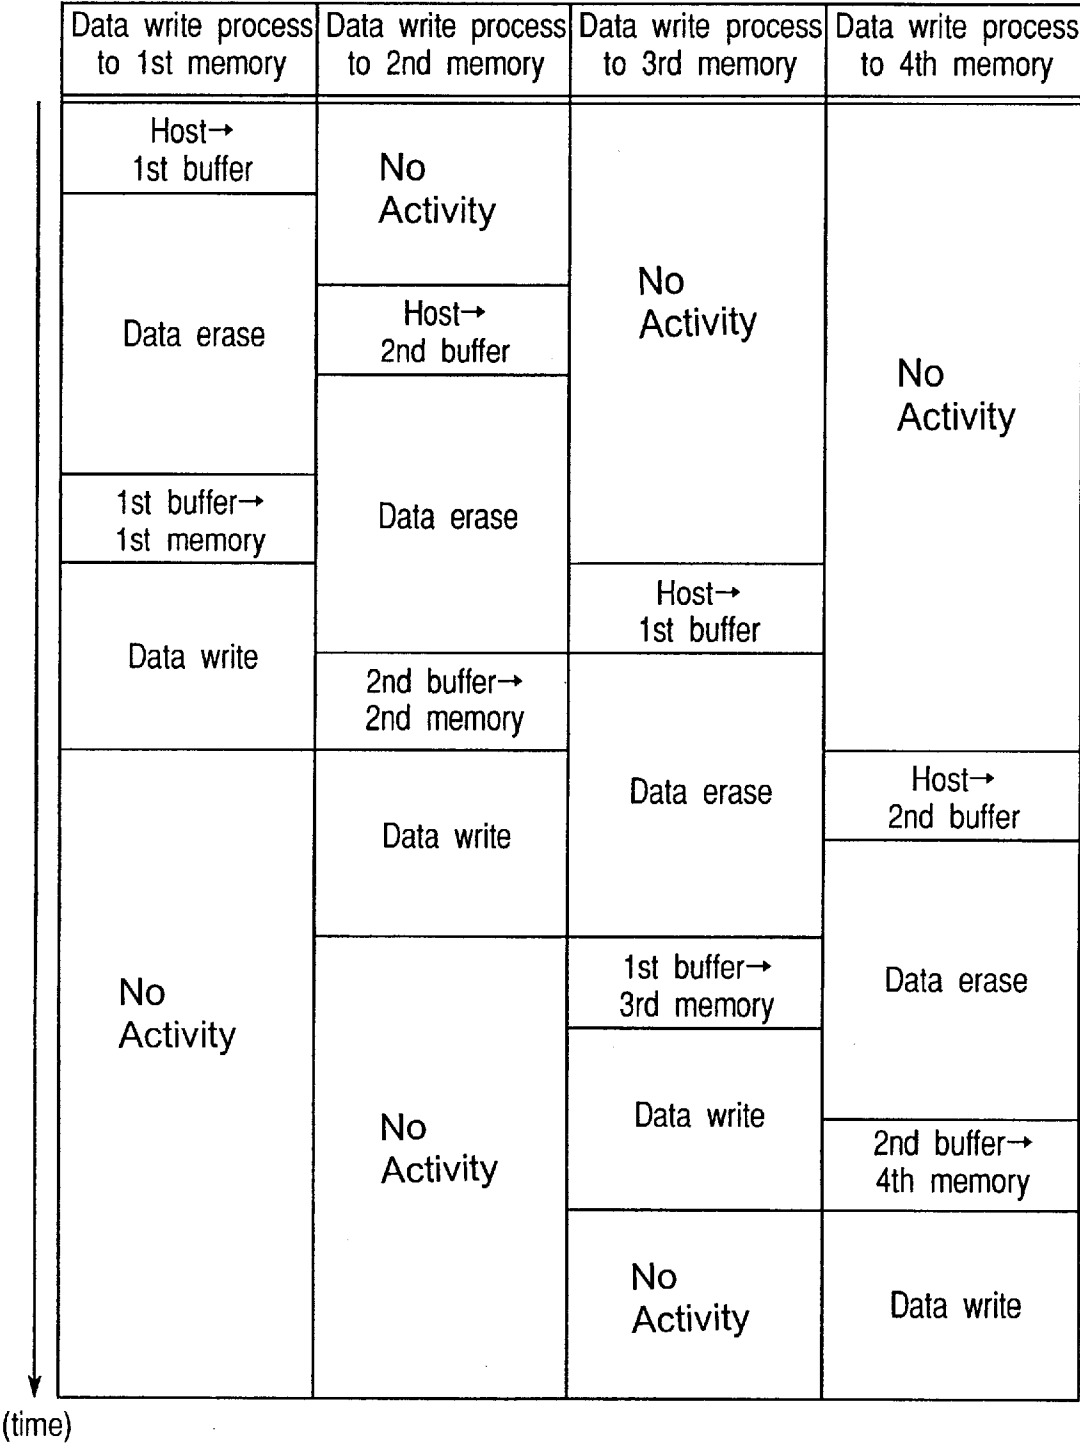 Data write process
to 1st memory
Data write process
to 2nd memory
Data write process
to 3rd memory
Data write process
to 4th memory
Host→
1st buffer
Data erase
1st buffer→
1st memory
Data write
No
Activity
No
Activity
Host→
2nd buffer
Data erase
2nd buffer→
2nd memory
Data write
No
Activity
No
Activity
Host→
1st buffer
Data erase
1st buffer→
3rd memory
Data write
No
Activity
No
Activity
Host→
2nd buffer
Data erase
2nd buffer→
4th memory
Data write
(time)